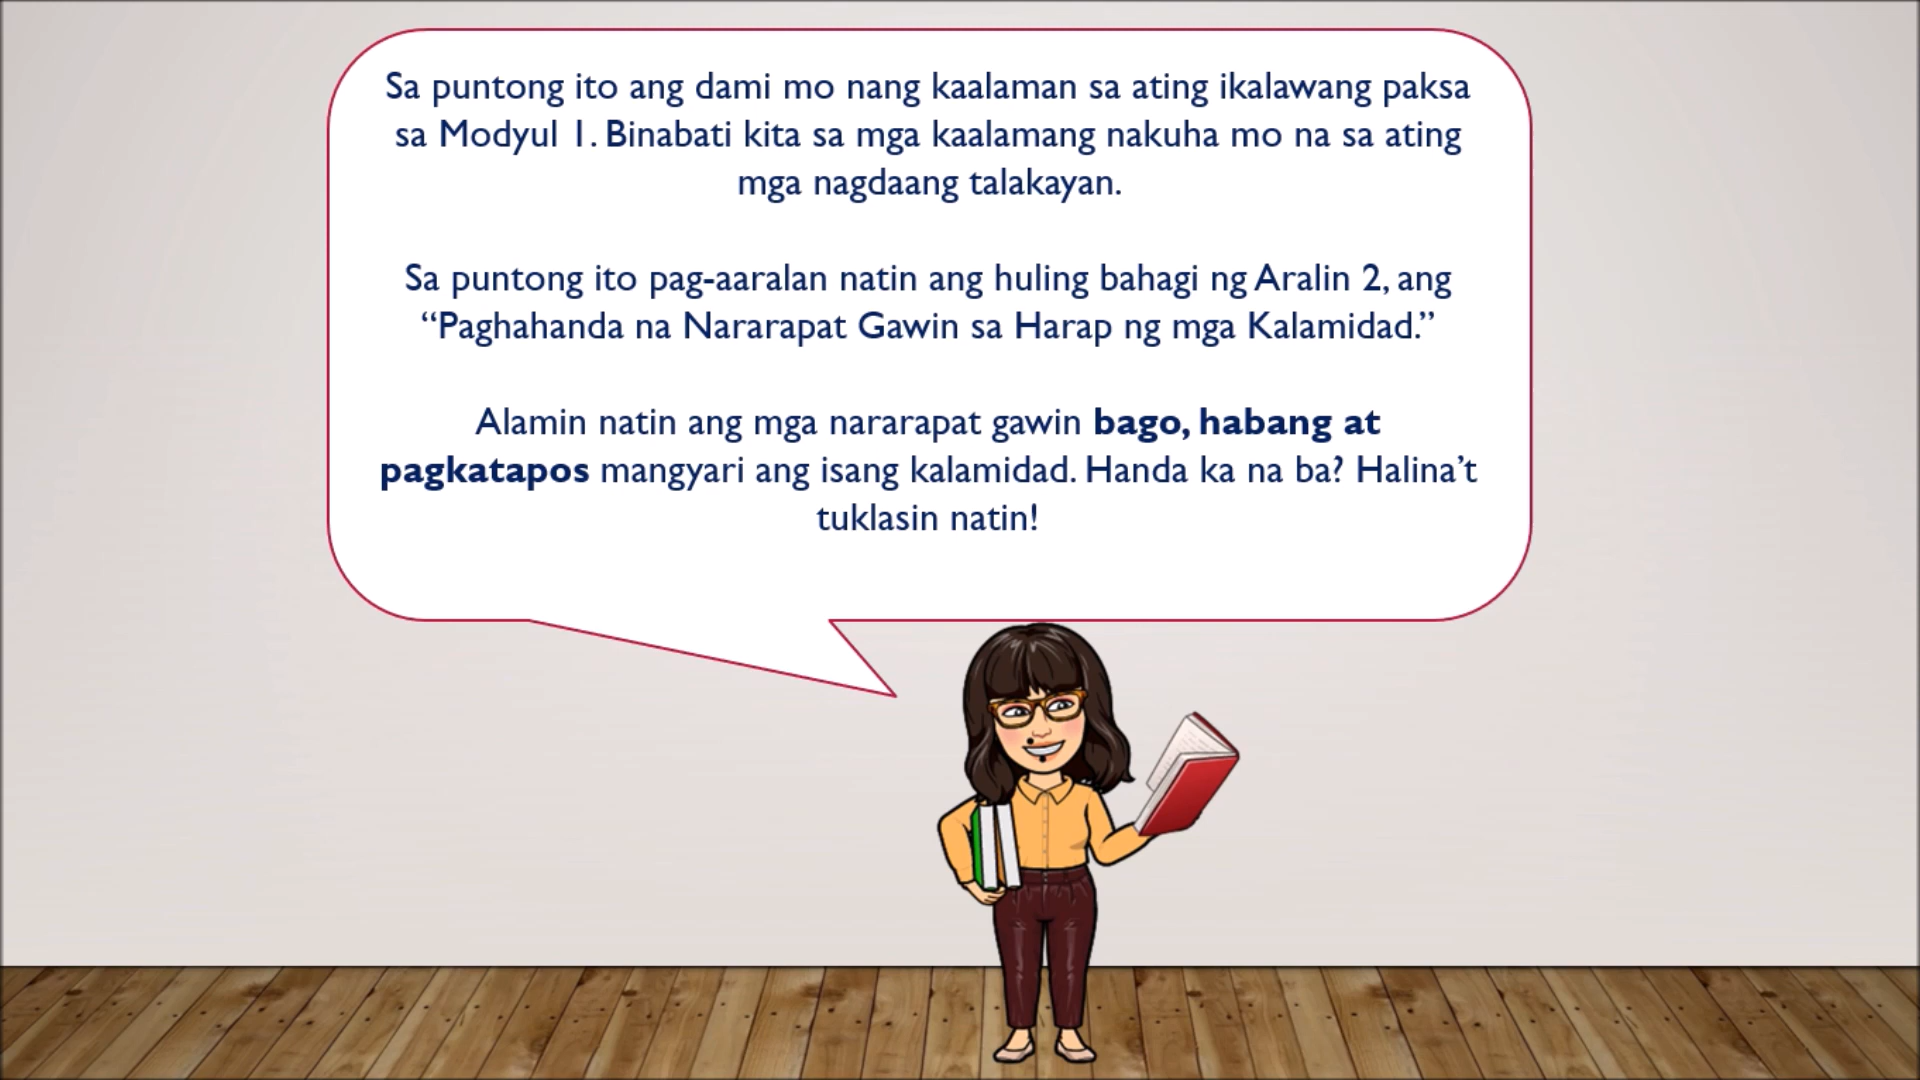 Sa puntong ito ang dami mo nang kaalaman sa ating ikalawang paksa
sa Modyul 1. Binabati kita sa mga kaalamang nakuha mo na sa ating
mga nagdaang talakayan.
Sa puntong ito pag-aaralan natin ang huling bahagi ng Aralin 2, ang
“Paghahanda na Nararapat Gawin sa Harap ng mga Kalamidad.”
Alamin natin ang mga nararapat gawin bago, habang at
pagkatapos mangyari ang isang kalamidad. Handa ka na ba? Halina’t
tuklasin natin!